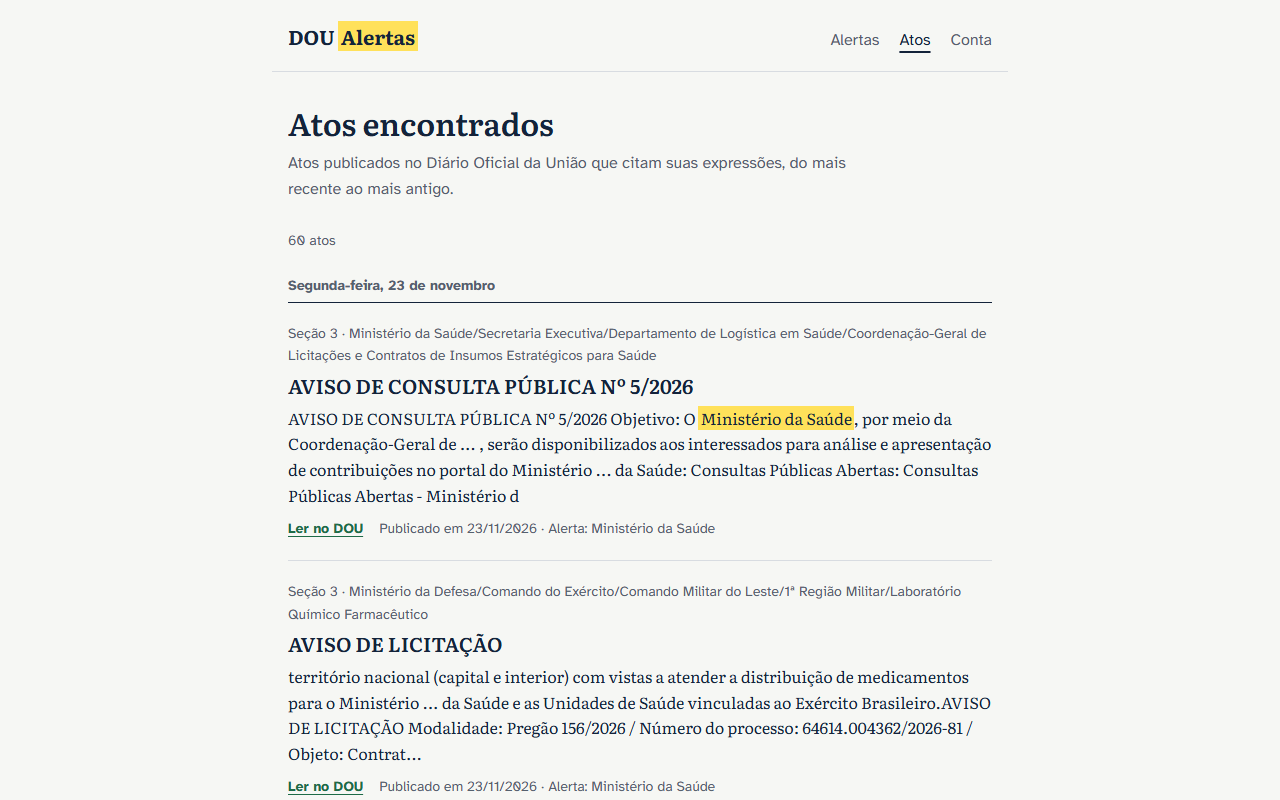 DOU Alertas
Alertas Atos Conta
Atos encontrados
Atos publicados no Diário Oficial da União que citam suas expressões, do mais
recente ao mais antigo.
60 atos
Segunda-feira, 23 de novembro
Seção 3 · Ministério da Saúde/Secretaria Executiva/Departamento de Logística em Saúde/Coordenação-Geral de
Licitações e Contratos de Insumos Estratégicos para Saúde
AVISO DE CONSULTA PÚBLICA Nº 5/2026
AVISO DE CONSULTA PÚBLICA Nº 5/2026 Objetivo: O Ministério da Saúde, por meio da
Coordenação-Geral de ... , serão disponibilizados aos interessados para análise e apresentação
de contribuições no portal do Ministério ... da Saúde: Consultas Públicas Abertas: Consultas
Públicas Abertas - Ministério d
Ler no DOU Publicado em 23/11/2026 · Alerta: Ministério da Saúde
Seção 3 · Ministério da Defesa/Comando do Exército/Comando Militar do Leste/1ª Região Militar/Laboratório
Químico Farmacêutico
AVISO DE LICITAÇÃO
território nacional (capital e interior) com vistas a atender a distribuição de medicamentos
para o Ministério ... da Saúde e as Unidades de Saúde vinculadas ao Exército Brasileiro.AVISO
DE LICITAÇÃO Modalidade: Pregão 156/2026 / Número do processo: 64614.004362/2026-81 /
Objeto: Contrat...
Ler no DOU Publicado em 23/11/2026 · Alerta: Ministério da Saúde